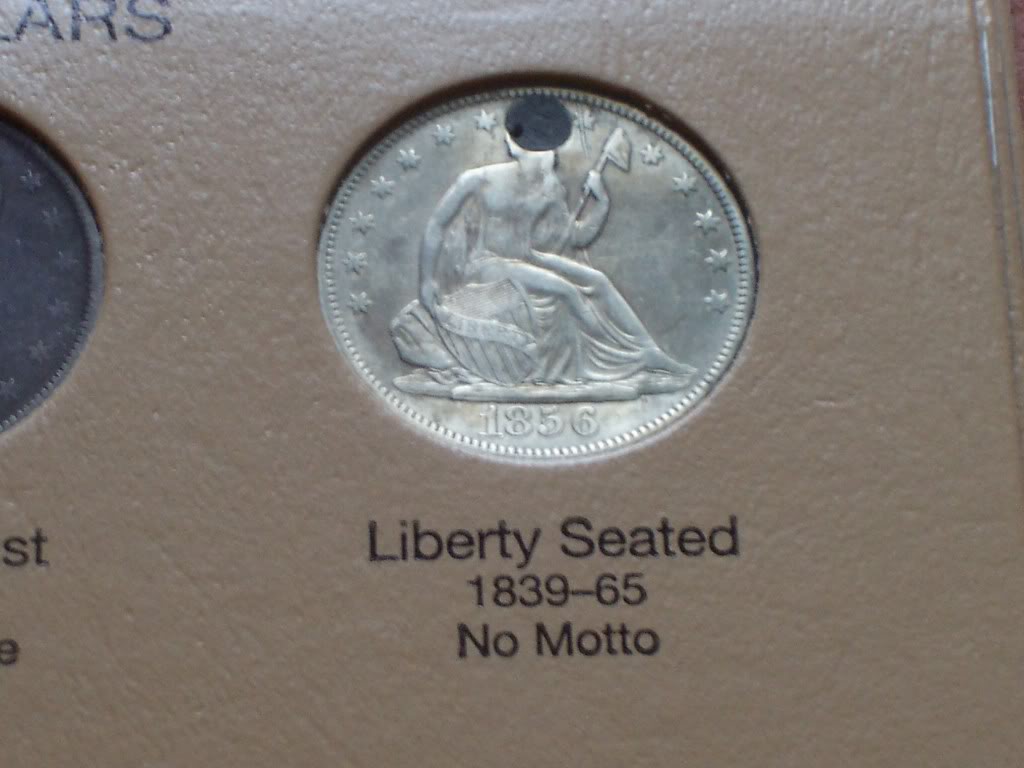 LARS
1856
st
Liberty Seated
1839–65
e
No Motto